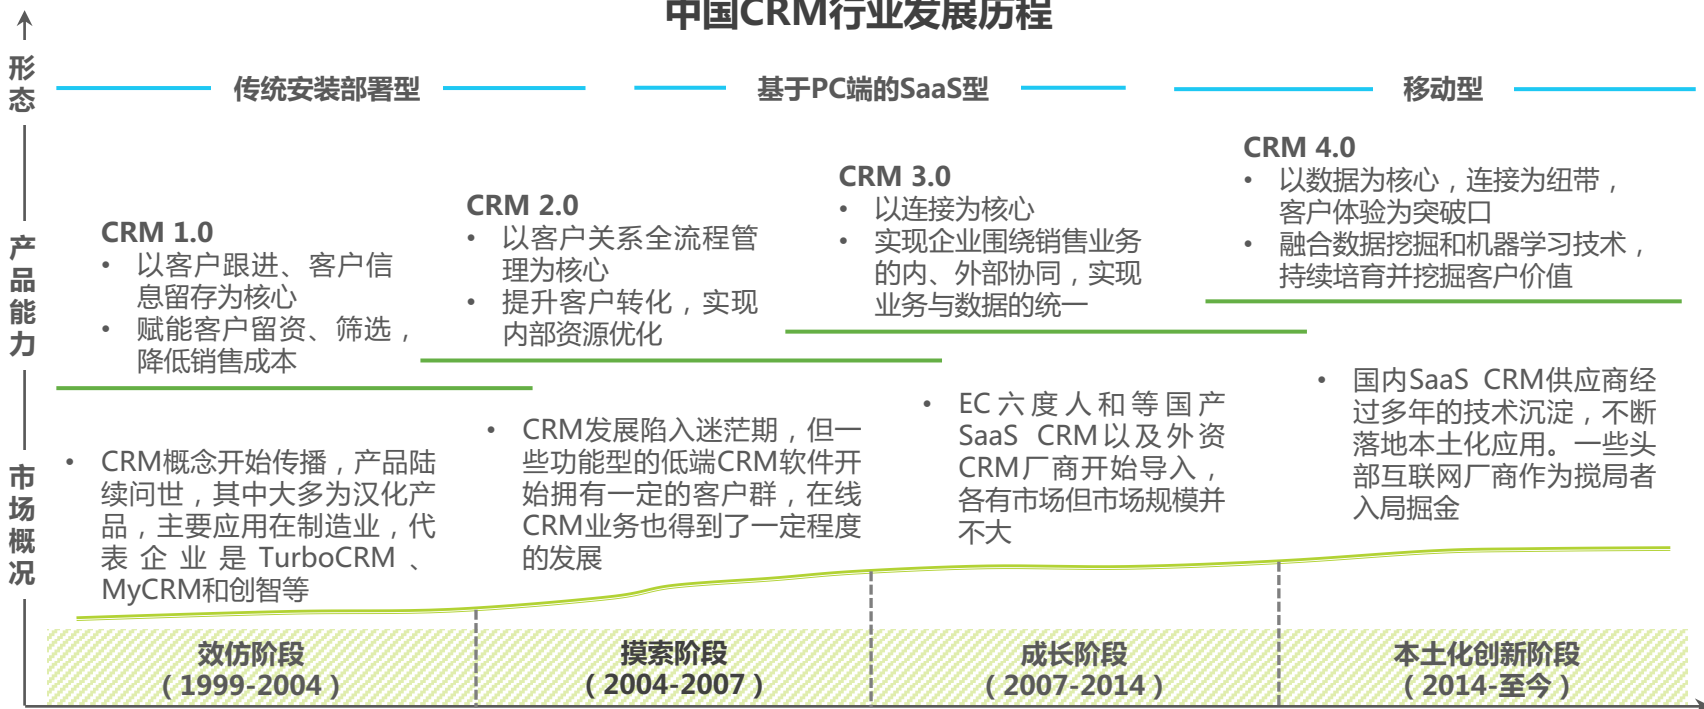 中国CRM行业发展历程
形态
传统安装部署型
基于PC端的SaaS型
移动型
产品能力
CRM 1.0
• 以客户跟进、客户信
息留存为核心
• 赋能客户留资、筛选，
降低销售成本
CRM 2.0
• 以客户关系全流程管
理为核心
• 提升客户转化，实现
内部资源优化
CRM 3.0
• 以连接为核心
• 实现企业围绕销售业务
的内、外部协同，实现
业务与数据的统一
CRM 4.0
• 以数据为核心，连接为纽带，
客户体验为突破口
• 融合数据挖掘和机器学习技术，
持续培育并挖掘客户价值
市场概况
• CRM概念开始传播，产品陆
续问世，其中大多为汉化产
品，主要应用在制造业，代
表企业是TurboCRM、
MyCRM和创智等
• CRM发展陷入迷茫期，但一
些功能型的低端CRM软件开
始拥有一定的客户群，在线
CRM业务也得到了一定程度
的发展
• EC六度人和等国产
SaaS CRM以及外资
CRM厂商开始导入，
各有市场但市场规模并
不大
• 国内SaaS CRM供应商经
过多年的技术沉淀，不断
落地本土化应用。一些头
部互联网厂商作为搅局者
入局掘金
效仿阶段
（1999-2004）
摸索阶段
（2004-2007）
成长阶段
（2007-2014）
本土化创新阶段
（2014-至今）